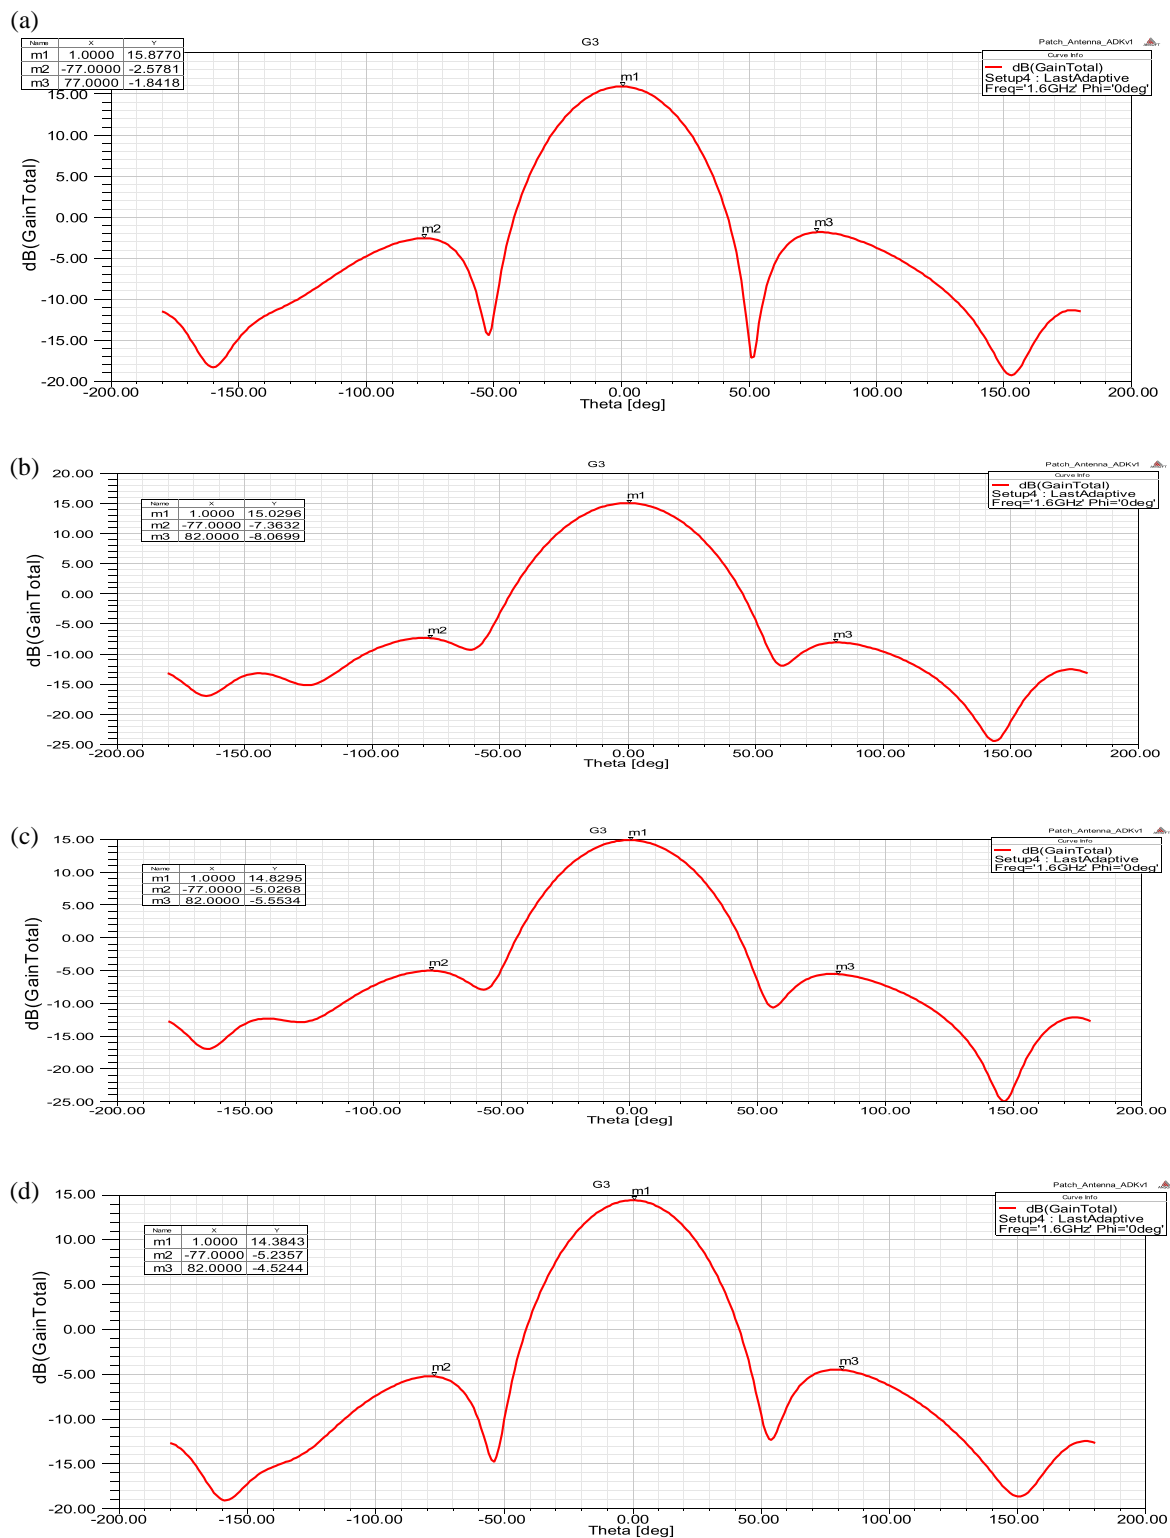 (a)
G3
Patch_Antenna_ADKv1
Name X Y
m1 1.0000 15.8770
m2 -77.0000 -2.5781
m3 77.0000 -1.8418
Curve Info
dB(GainTotal)
Setup4 : LastAdaptive
Freq='1.6GHz' Phi='0deg'
m1
m2
m3
dB(GainTotal)
15.00
10.00
5.00
0.00
-5.00
-10.00
-15.00
-20.00
-200.00 -150.00 -100.00 -50.00 0.00 50.00 100.00 150.00 200.00
Theta [deg]
(b)
G3
Patch_Antenna_ADKv1
Name X Y
m1 1.0000 15.0296
m2 -77.0000 -7.3632
m3 82.0000 -8.0699
Curve Info
dB(GainTotal)
Setup4 : LastAdaptive
Freq='1.6GHz' Phi='0deg'
m1
m2
m3
dB(GainTotal)
20.00
15.00
10.00
5.00
0.00
-5.00
-10.00
-15.00
-20.00
-25.00
-200.00 -150.00 -100.00 -50.00 0.00 50.00 100.00 150.00 200.00
Theta [deg]
(c)
G3
Patch_Antenna_ADKv1
Name X Y
m1 1.0000 14.8295
m2 -77.0000 -5.0268
m3 82.0000 -5.5534
Curve Info
dB(GainTotal)
Setup4 : LastAdaptive
Freq='1.6GHz' Phi='0deg'
m1
m2
m3
dB(GainTotal)
15.00
10.00
5.00
0.00
-5.00
-10.00
-15.00
-20.00
-25.00
-200.00 -150.00 -100.00 -50.00 0.00 50.00 100.00 150.00 200.00
Theta [deg]
(d)
G3
Patch_Antenna_ADKv1
Name X Y
m1 1.0000 14.3843
m2 -77.0000 -5.2357
m3 82.0000 -4.5244
Curve Info
dB(GainTotal)
Setup4 : LastAdaptive
Freq='1.6GHz' Phi='0deg'
m1
m2
m3
dB(GainTotal)
15.00
10.00
5.00
0.00
-5.00
-10.00
-15.00
-20.00
-200.00 -150.00 -100.00 -50.00 0.00 50.00 100.00 150.00 200.00
Theta [deg]